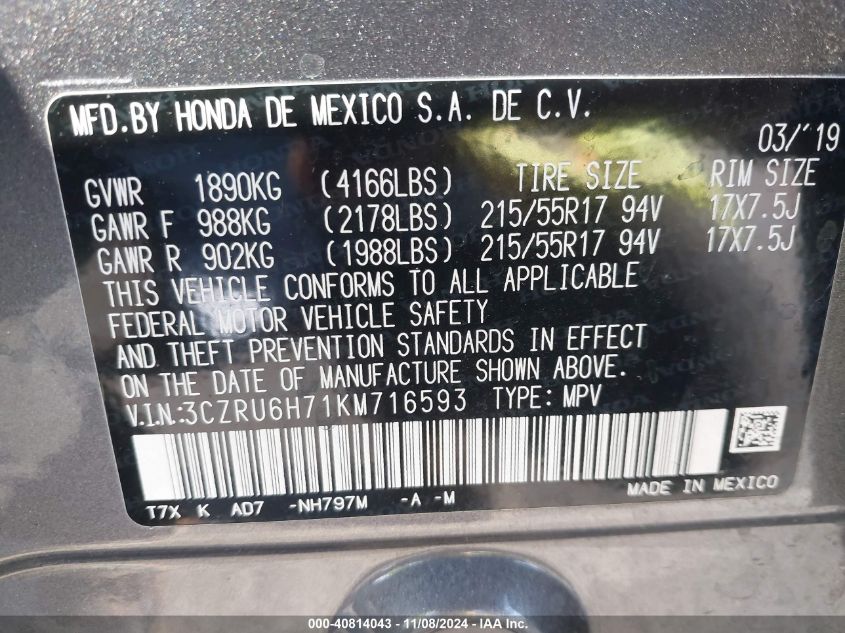 MFD.BY HONDA DE MEXICO S.A. DE C.V.
03/'19
GVWR 1890KG (4166LBS) TIRE SIZE RIM SIZE
GAWR F 988KG (2178LBS) 215/55R17 94V 17X7.5J
GAWR R 902KG (1988LBS) 215/55R17 94V 17X7.5J
THIS VEHICLE CONFORMS TO ALL APPLICABLE
FEDERAL MOTOR VEHICLE SAFETY
AND THEFT PREVENTION STANDARDS IN EFFECT
ON THE DATE OF MANUFACTURE SHOWN ABOVE.
V.I.N:3CZRU6H71KM716593 TYPE: MPV
T7X K AD7 -NH797M -A -M MADE IN MEXICO
000-40814043 — 11/08/2024 — IAA Inc.